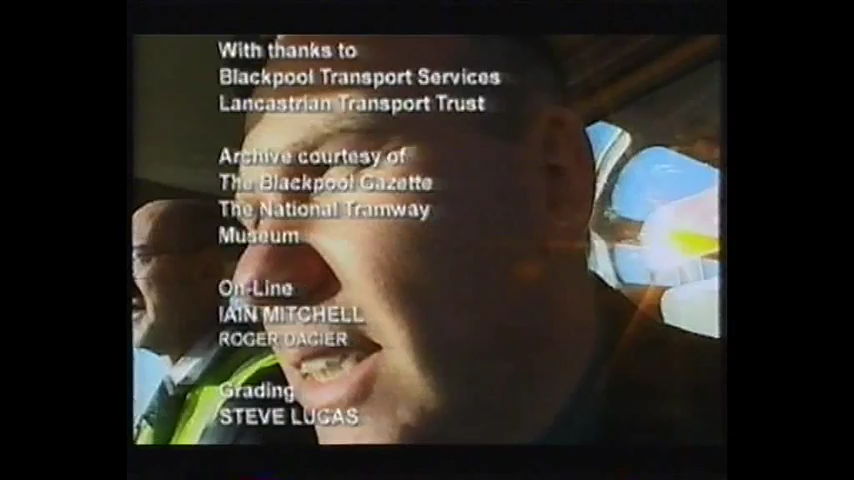 With thanks to
Blackpool Transport Services
Lancastrian Transport Trust
Archive courtesy of
The Blackpool Gazette
The National Tramway
Museum
On-Line
IAIN MITCHELL
ROGER DACIER
Grading
STEVE LUCAS